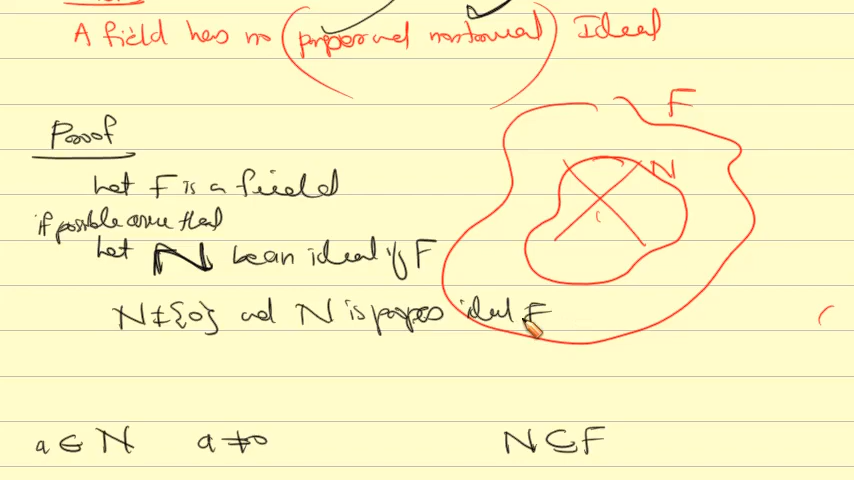 A field has no (proper and nontrivial) Ideal
F
Proof
N
Let F is a field
if possible assume that
Let N be an ideal of F
N ≠ {0} and N is proper ideal F
a ∈ N a ≠ 0 N ⊆ F